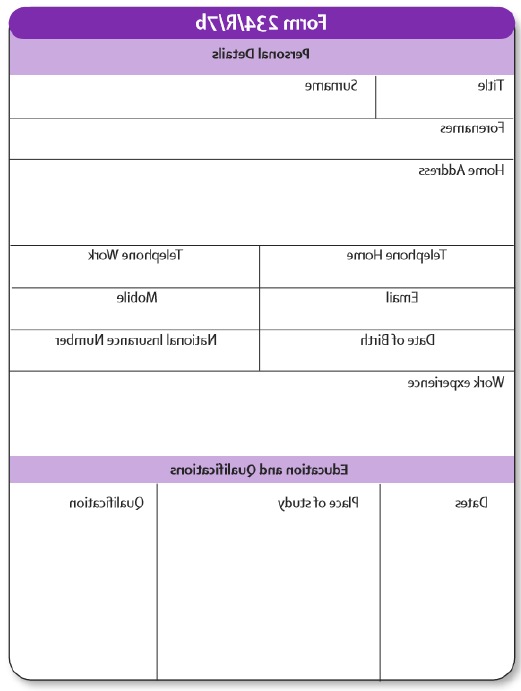 Form 234/R/7b
Personal Details
Title Surname
Forenames
Home Address
Telephone Home Telephone Work
Email Mobile
Date of Birth National Insurance Number
Work experience
Education and Qualifications
Dates Place of study Qualification